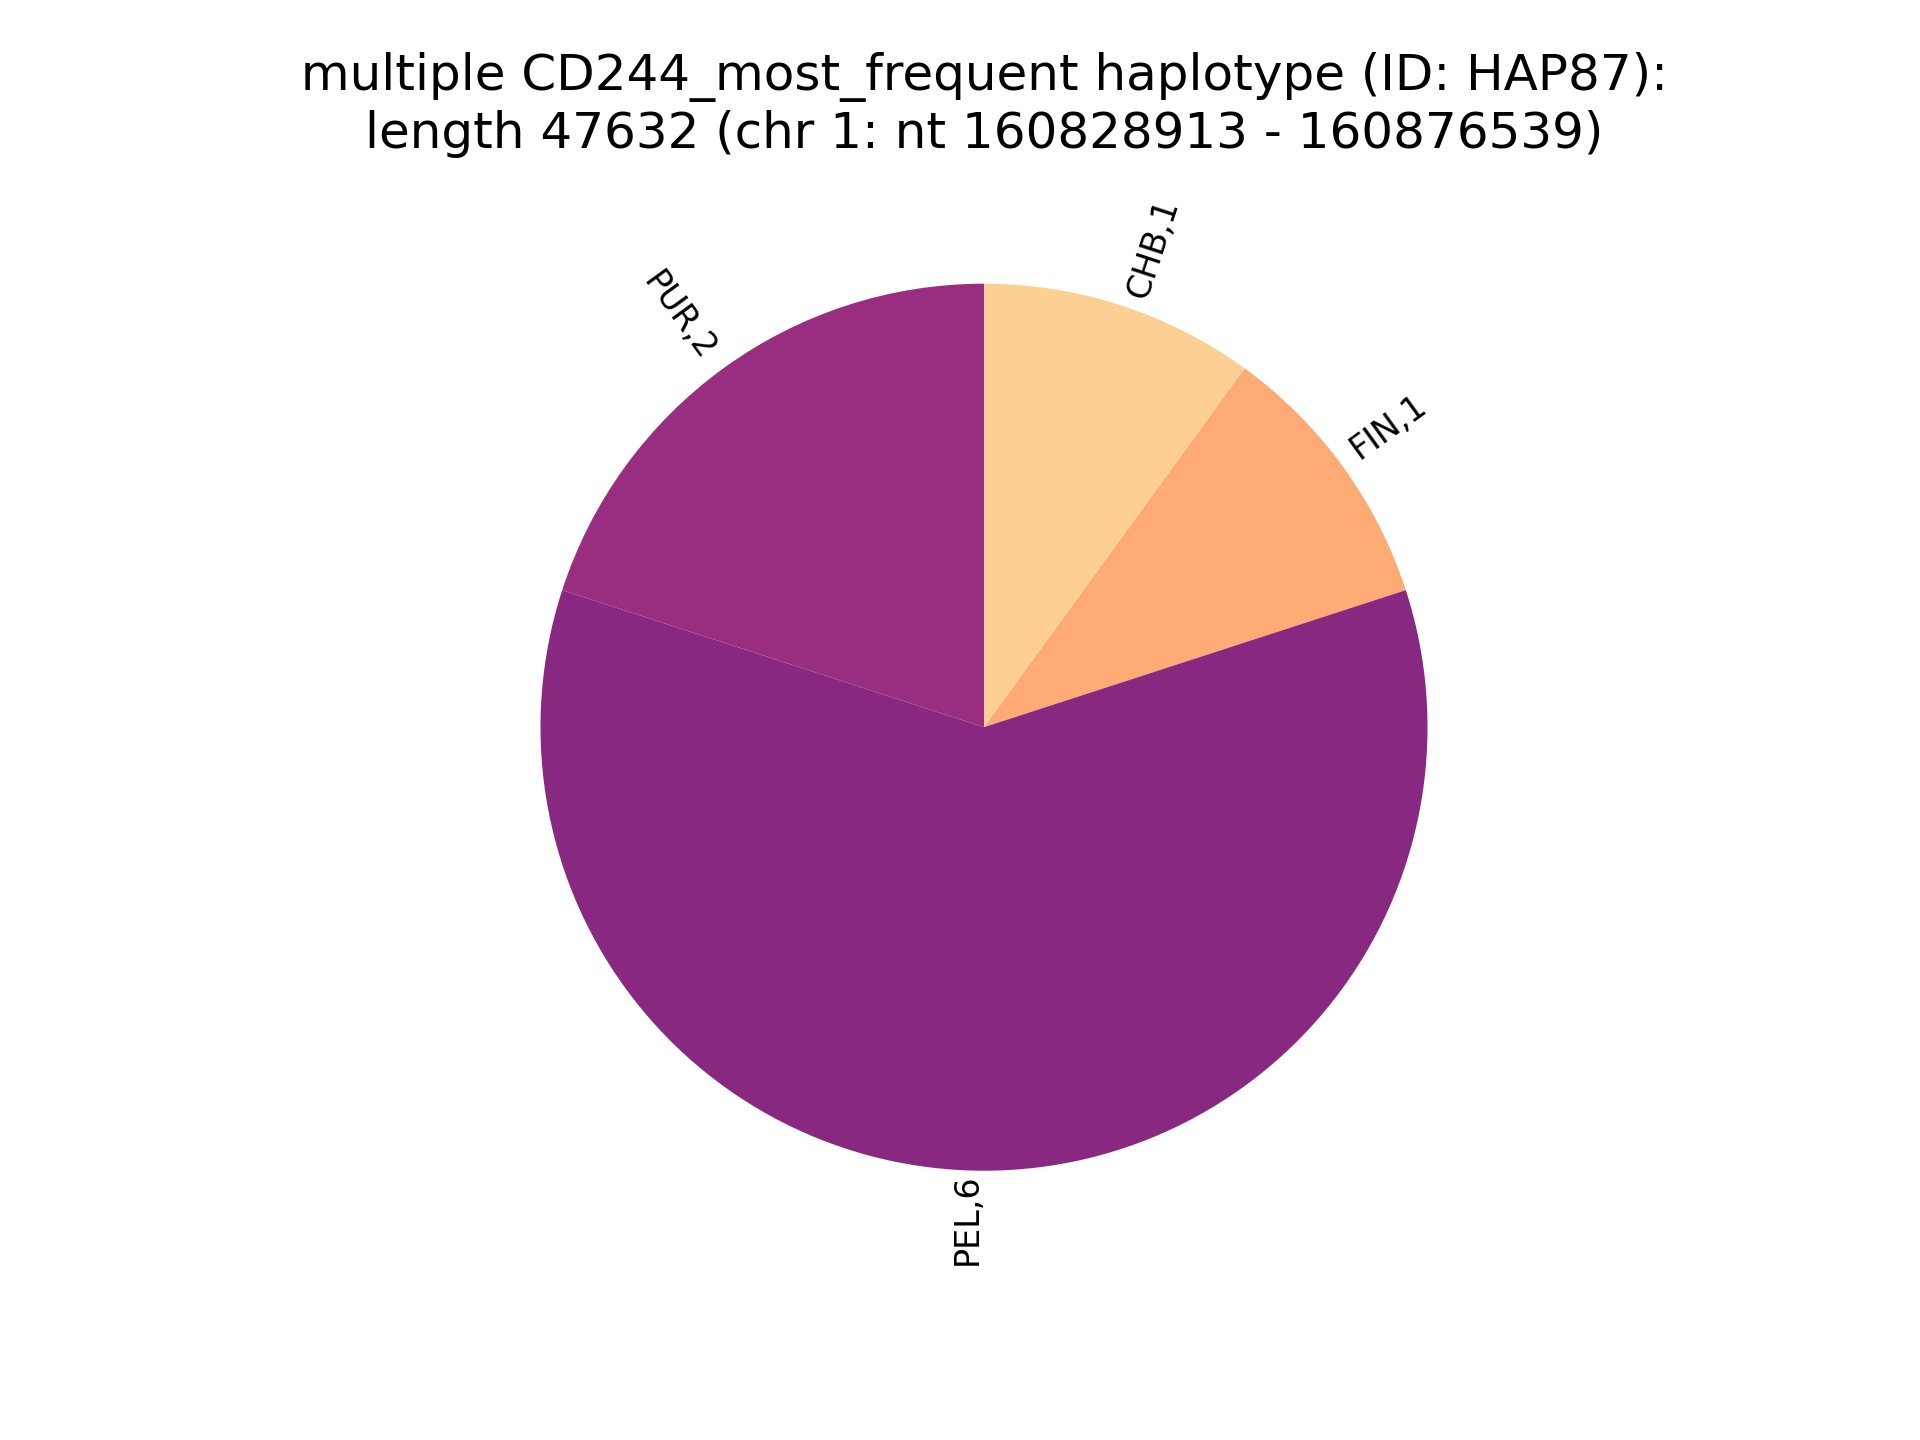 multiple CD244_most_frequent haplotype (ID: HAP87):
length 47632 (chr 1: nt 160828913 - 160876539)
CHB,1
PUR,2
FIN,1
PEL,6